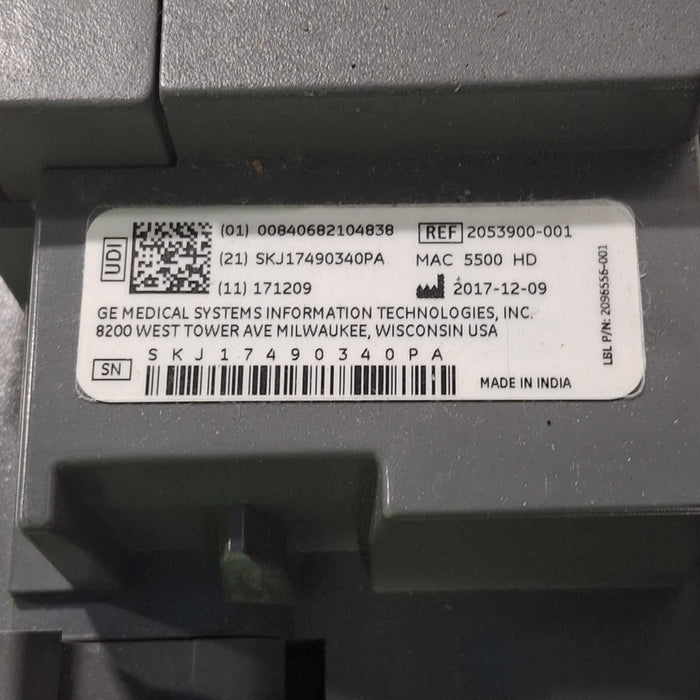 UDI
(01) 00840682104838
(21) SKJ17490340PA
(11) 171209
REF 2053900-001
MAC 5500 HD
2017-12-09
GE MEDICAL SYSTEMS INFORMATION TECHNOLOGIES, INC.
8200 WEST TOWER AVE MILWAUKEE, WISCONSIN USA
SKJ17490340PA
SN
MADE IN INDIA
LBL P/N: 2096556-001